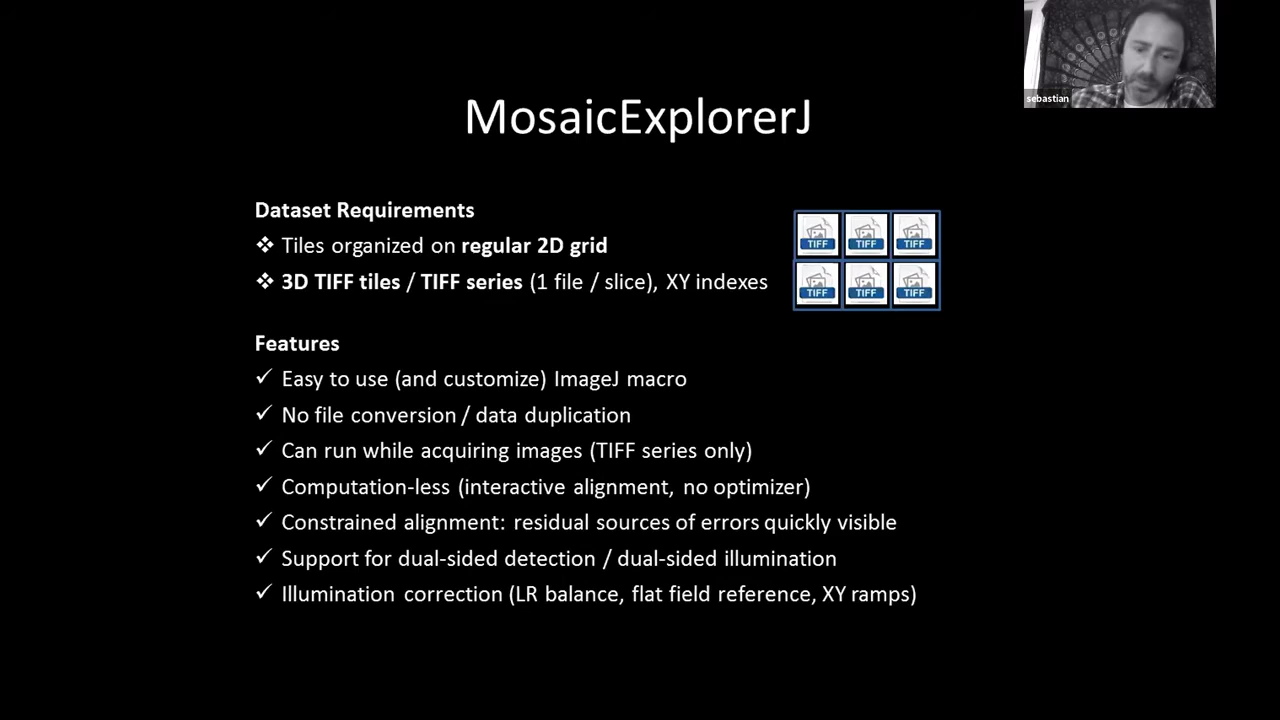 sebastian
MosaicExplorerJ
Dataset Requirements
❖ Tiles organized on regular 2D grid
❖ 3D TIFF tiles / TIFF series (1 file / slice), XY indexes
TIFF TIFF TIFF
TIFF TIFF TIFF
Features
✓ Easy to use (and customize) ImageJ macro
✓ No file conversion / data duplication
✓ Can run while acquiring images (TIFF series only)
✓ Computation-less (interactive alignment, no optimizer)
✓ Constrained alignment: residual sources of errors quickly visible
✓ Support for dual-sided detection / dual-sided illumination
✓ Illumination correction (LR balance, flat field reference, XY ramps)